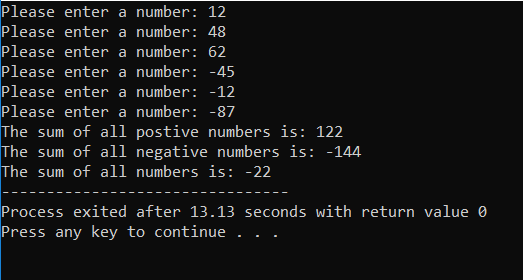 Please enter a number: 12
Please enter a number: 48
Please enter a number: 62
Please enter a number: -45
Please enter a number: -12
Please enter a number: -87
The sum of all postive numbers is: 122
The sum of all negative numbers is: -144
The sum of all numbers is: -22
--------------------------------
Process exited after 13.13 seconds with return value 0
Press any key to continue . . .